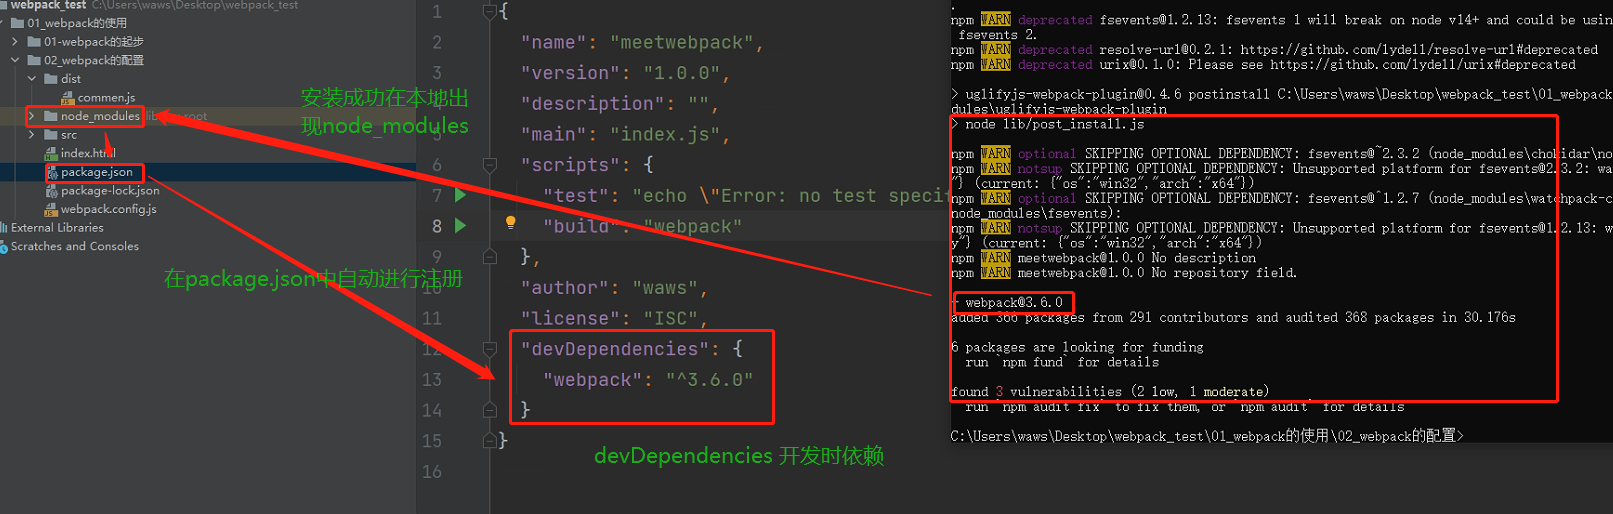 webpack_test C:\Users\waws\Desktop\webpack_test
01_webpack的使用
01-webpack的起步
02_webpack的配置
dist
commen.js
node_modules library root
src
index.html
package.json
package-lock.json
webpack.config.js
External Libraries
Scratches and Consoles
安装成功在本地出
现node_modules
在package.json中自动进行注册
1 {
2 "name": "meetwebpack",
3 "version": "1.0.0",
4 "description": "",
5 "main": "index.js",
6 "scripts": {
7 "test": "echo \"Error: no test specif
8 "build": "webpack"
9 },
10 "author": "waws",
11 "license": "ISC",
12 "devDependencies": {
13 "webpack": "^3.6.0"
14 }
15 }
16
devDependencies 开发时依赖
npm WARN deprecated fsevents@1.2.13: fsevents 1 will break on node v14+ and could be usin
fsevents 2.
npm WARN deprecated resolve-url@0.2.1: https://github.com/lydell/resolve-url#deprecated
npm WARN deprecated urix@0.1.0: Please see https://github.com/lydell/urix#deprecated
> uglifyjs-webpack-plugin@0.4.6 postinstall C:\Users\waws\Desktop\webpack_test\01_webpack
dules\uglifyjs-webpack-plugin
> node lib/post_install.js
npm WARN optional SKIPPING OPTIONAL DEPENDENCY: fsevents@~2.3.2 (node_modules\chokidar\no
npm WARN notsup SKIPPING OPTIONAL DEPENDENCY: Unsupported platform for fsevents@2.3.2: wa
"} (current: {"os":"win32","arch":"x64"})
npm WARN optional SKIPPING OPTIONAL DEPENDENCY: fsevents@^1.2.7 (node_modules\watchpack-c
node_modules\fsevents):
npm WARN notsup SKIPPING OPTIONAL DEPENDENCY: Unsupported platform for fsevents@1.2.13: w
y"} (current: {"os":"win32","arch":"x64"})
npm WARN meetwebpack@1.0.0 No description
npm WARN meetwebpack@1.0.0 No repository field.
+ webpack@3.6.0
added 366 packages from 291 contributors and audited 368 packages in 30.176s
6 packages are looking for funding
run `npm fund` for details
found 3 vulnerabilities (2 low, 1 moderate)
run `npm audit fix` to fix them, or `npm audit` for details
C:\Users\waws\Desktop\webpack_test\01_webpack的使用\02_webpack的配置>